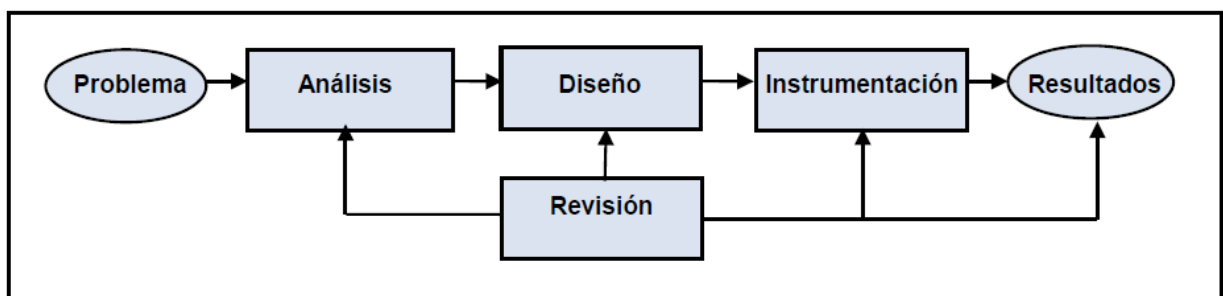 Problema
Análisis
Diseño
Instrumentación
Resultados
Revisión